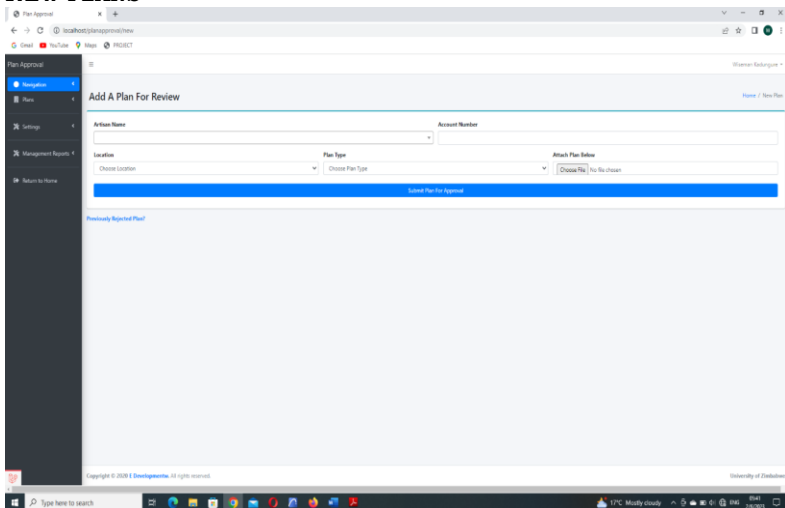 Plan Approval
localhost/planapproval/new
Gmail YouTube Maps PROJECT
Plan Approval
Navigation
Plans
Settings
Management Reports
Return to Home
Add A Plan For Review
Home / New Plan
Artisan Name Account Number
Location Plan Type Attach Plan Below
Choose Location Choose Plan Type Choose File No file chosen
Submit Plan For Approval
Previously Rejected Plan?
Copyright © 2020 E Developments. All rights reserved.
University of Zimbabwe
Type here to search
17°C Mostly cloudy ENG